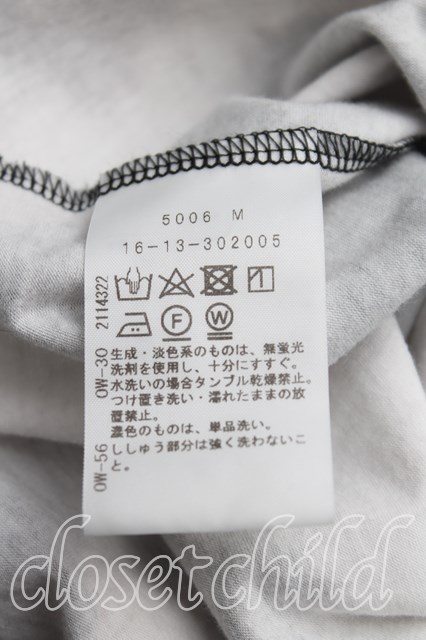 5006 M
16-13-302005
F
W
2114322
OW-30
OW-56
生成・淡色系のものは、無蛍光
洗剤を使用し、十分にすすぐ。
水洗いの場合タンブル乾燥禁止。
つけ置き洗い・濡れたままの放
置禁止。
濃色のものは、単品洗い。
ししゅう部分は強く洗わないこ
と。
closet child